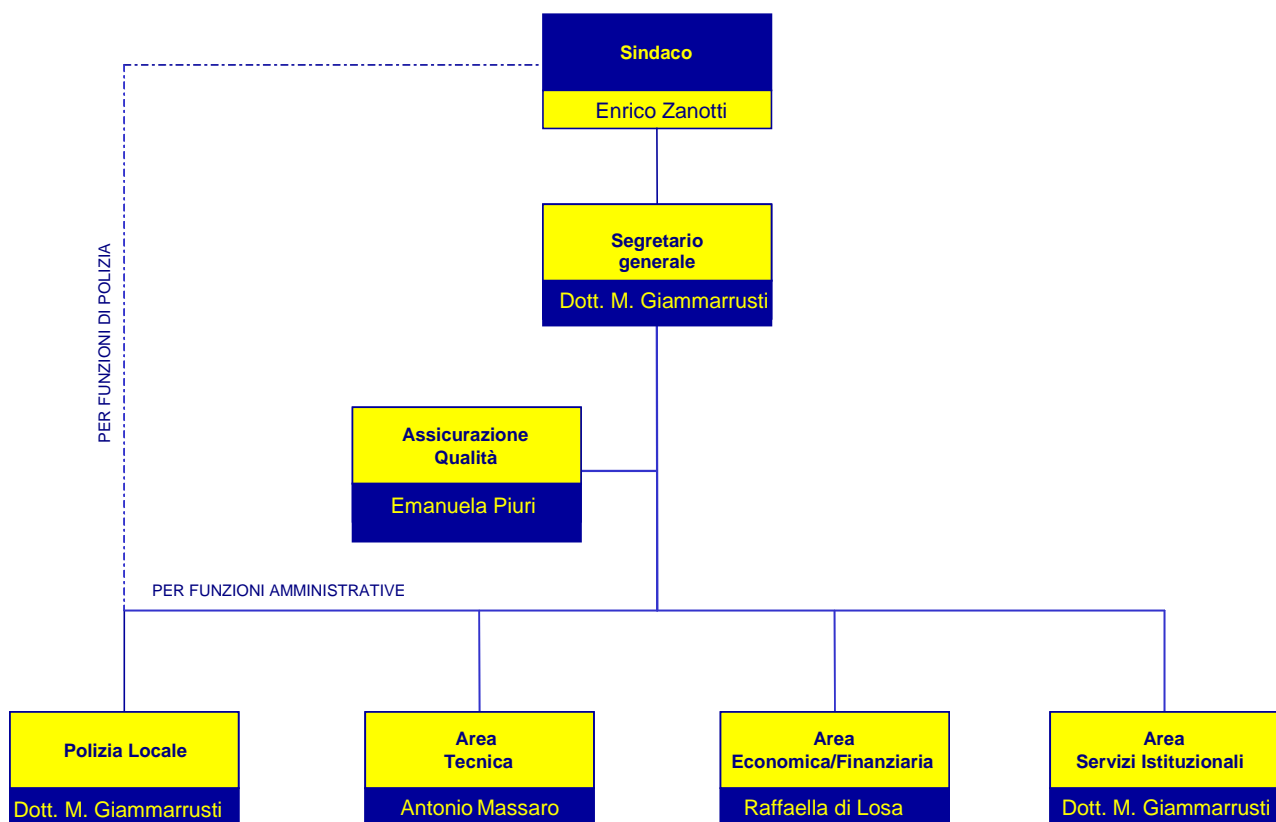 Sindaco
Enrico Zanotti
Segretario
generale
Dott. M. Giammarrusti
PER FUNZIONI DI POLIZIA
Assicurazione
Qualità
Emanuela Piuri
PER FUNZIONI AMMINISTRATIVE
Polizia Locale
Dott. M. Giammarrusti
Area
Tecnica
Antonio Massaro
Area
Economica/Finanziaria
Raffaella di Losa
Area
Servizi Istituzionali
Dott. M. Giammarrusti